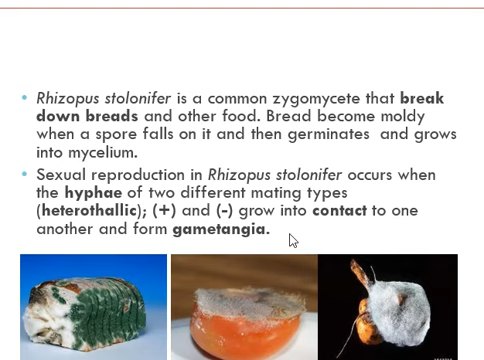 • Rhizopus stolonifer is a common zygomycete that break
down breads and other food. Bread become moldy
when a spore falls on it and then germinates and grows
into mycelium.
• Sexual reproduction in Rhizopus stolonifer occurs when
the hyphae of two different mating types
(heterothallic); (+) and (-) grow into contact to one
another and form gametangia.